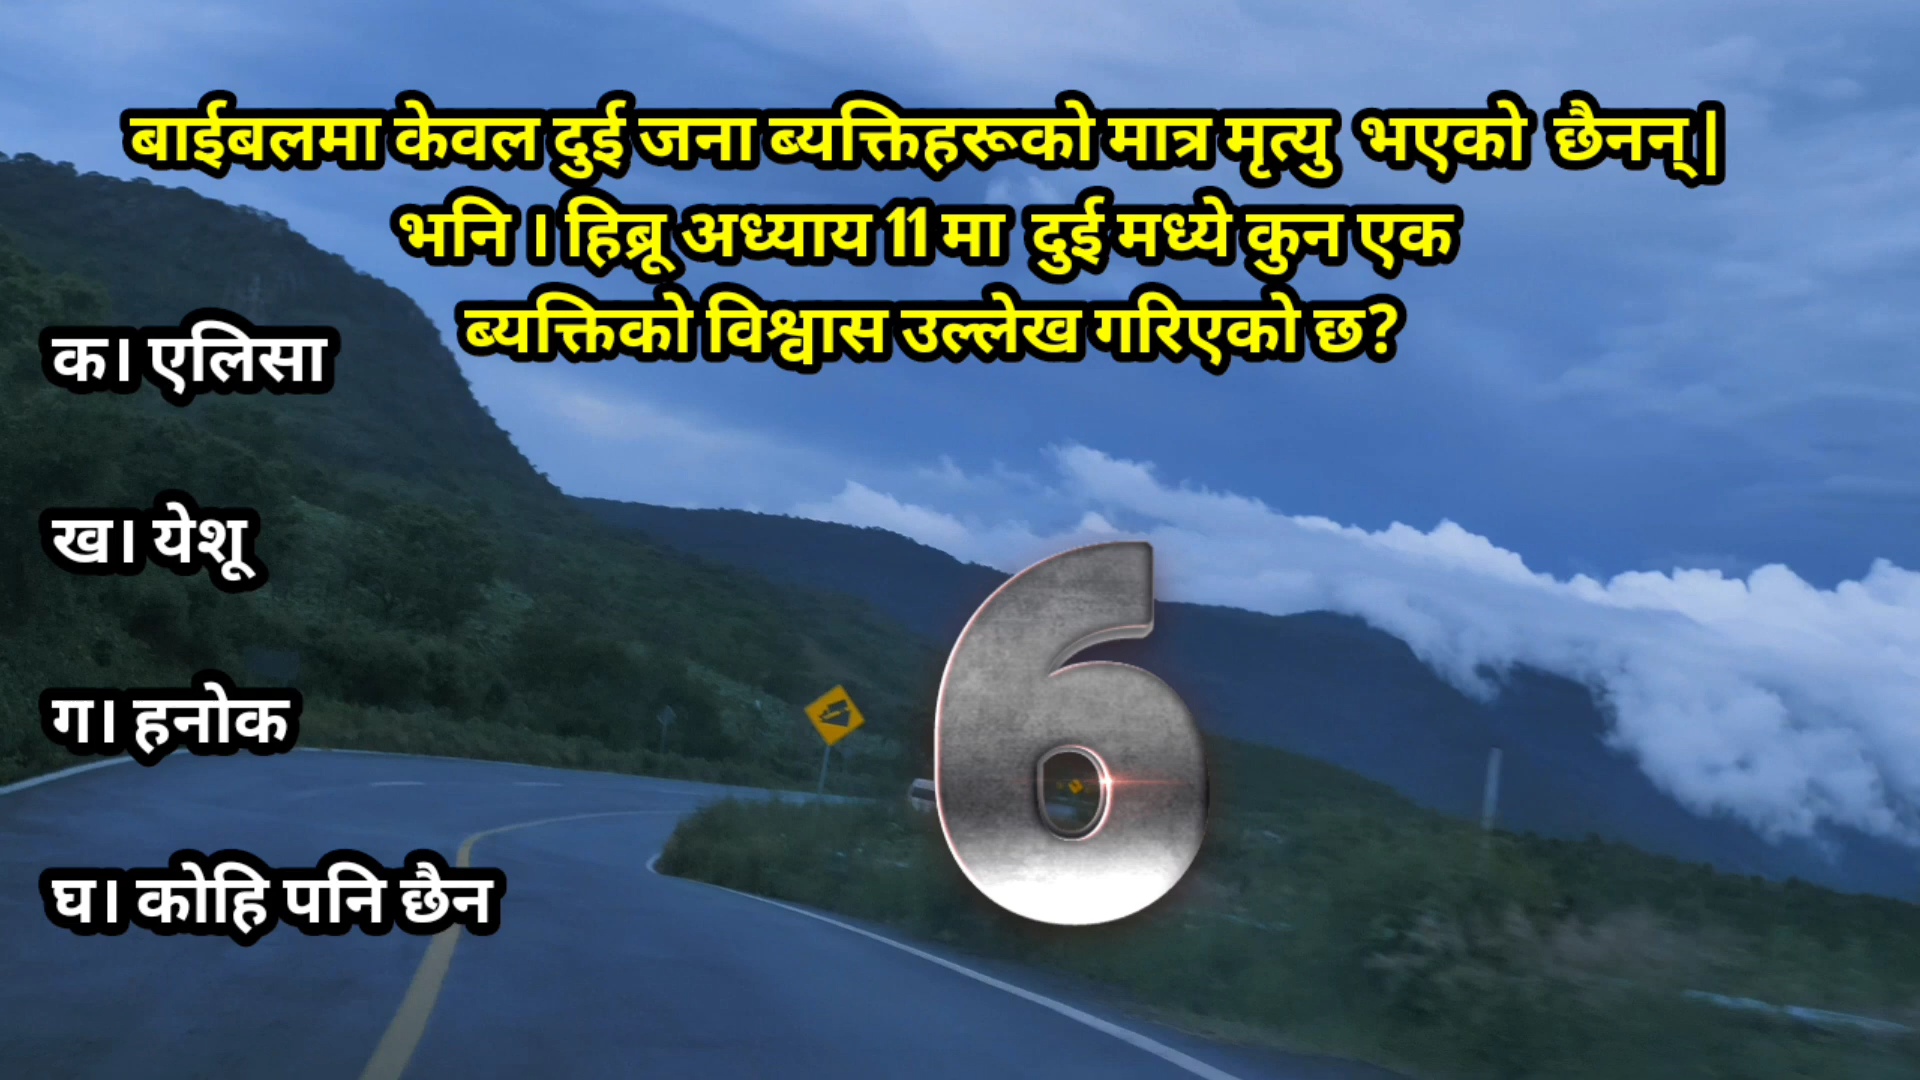 बाईबलमा केवल दुई जना ब्यक्तिहरूको मात्र मृत्यु भएको छैनन्|
भनि । हिब्रू अध्याय 11 मा दुई मध्ये कुन एक
ब्यक्तिको विश्वास उल्लेख गरिएको छ?
क। एलिसा
ख। येशू
ग। हनोक
घ। कोहि पनि छैन
6